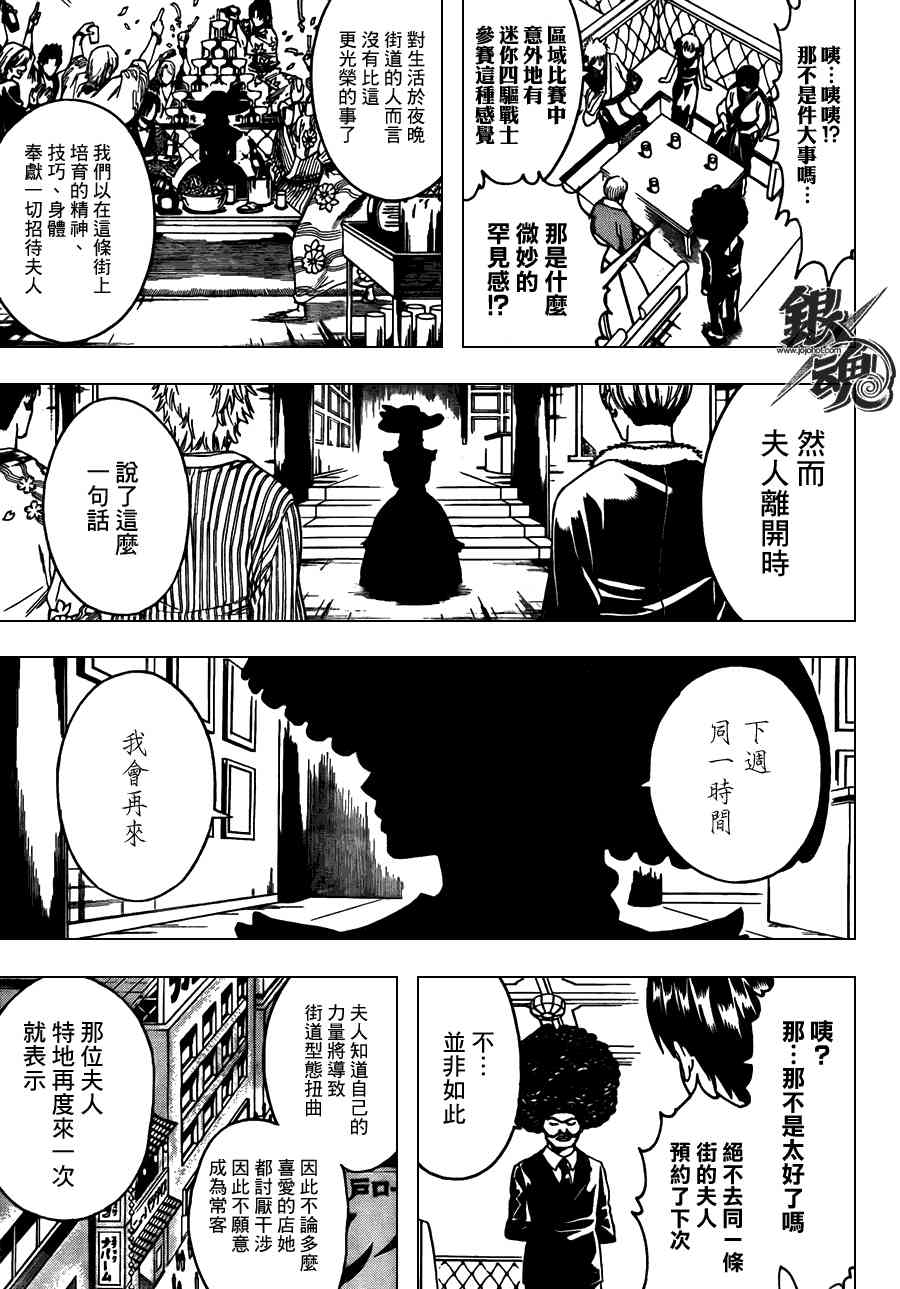 咦…咦咦!?
那不是件大事嗎…
區域比賽中
意外地有
迷你四驅戰士
參賽這種感覺
那是什麼
微妙的
罕見感!?
對生活於夜晚
街道的人而言
沒有比這
更光榮的事了
我們以在這條街上
培育的精神、
技巧、身體
奉獻一切招待夫人
銀魂
www.jojohot.com
然而
夫人離開時
說了這麼
一句話
下週
同一時間
我會再來
咦?
那…那不是太好了嗎
絕不去同一條
街的夫人
預約了下次
不…
並非如此
夫人知道自己的
力量將導致
街道型態扭曲
因此不論多麼
喜愛的店她
都討厭干涉
因此不願意
成為常客
那位夫人
特地再度來一次
就表示